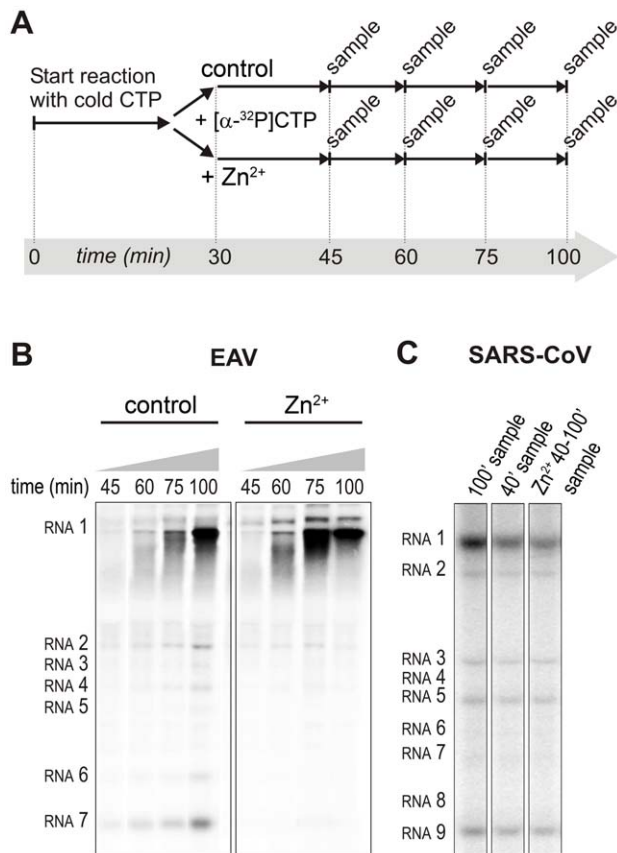 A
Start reaction
with cold CTP
control
+ [α-³²P]CTP
+ Zn²⁺
sample sample sample sample
sample sample sample sample
0 time (min) 30 45 60 75 100
B EAV
control Zn²⁺
time (min) 45 60 75 100 45 60 75 100
RNA 1
RNA 2
RNA 3
RNA 4
RNA 5
RNA 6
RNA 7
C SARS-CoV
100' sample
40' sample
Zn²⁺ 40-100'
sample
RNA 1
RNA 2
RNA 3
RNA 4
RNA 5
RNA 6
RNA 7
RNA 8
RNA 9